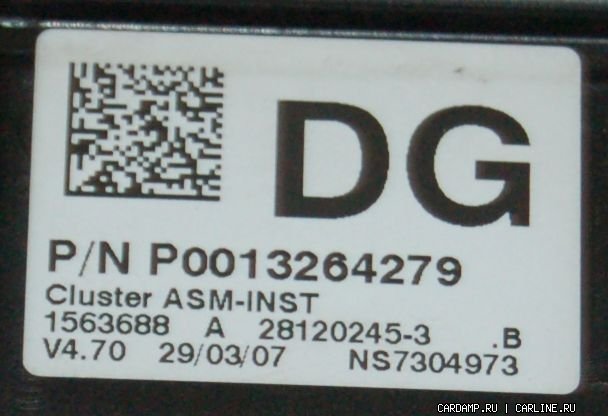 DG
P/N P0013264279
Cluster ASM-INST
1563688 A 28120245-3 .B
V4.70 29/03/07 NS7304973
CARDAMP.RU | CARLINE.RU